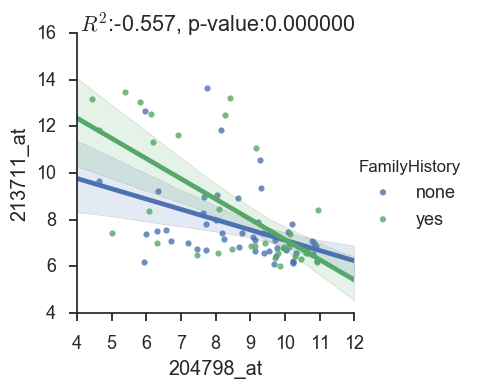 R²:-0.557, p-value:0.000000
16
14
12
10
8
6
4
213711_at
4 5 6 7 8 9 10 11 12
204798_at
FamilyHistory
none
yes